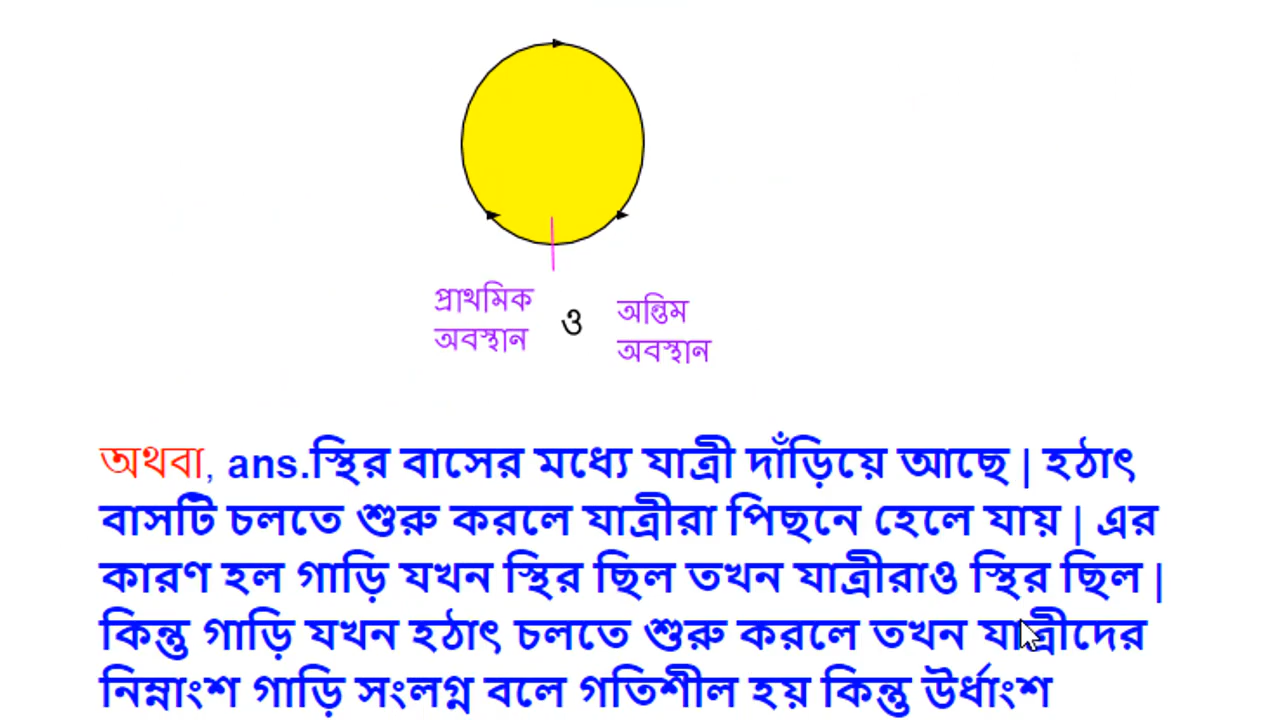 প্রাথমিক
অবস্থান
ও
অন্তিম
অবস্থান
অথবা, ans.স্থির বাসের মধ্যে যাত্রী দাঁড়িয়ে আছে | হঠাৎ
বাসটি চলতে শুরু করলে যাত্রীরা পিছনে হেলে যায় | এর
কারণ হল গাড়ি যখন স্থির ছিল তখন যাত্রীরাও স্থির ছিল |
কিন্তু গাড়ি যখন হঠাৎ চলতে শুরু করলে তখন যাত্রীদের
নিম্নাংশ গাড়ি সংলগ্ন বলে গতিশীল হয় কিন্তু উর্ধাংশ